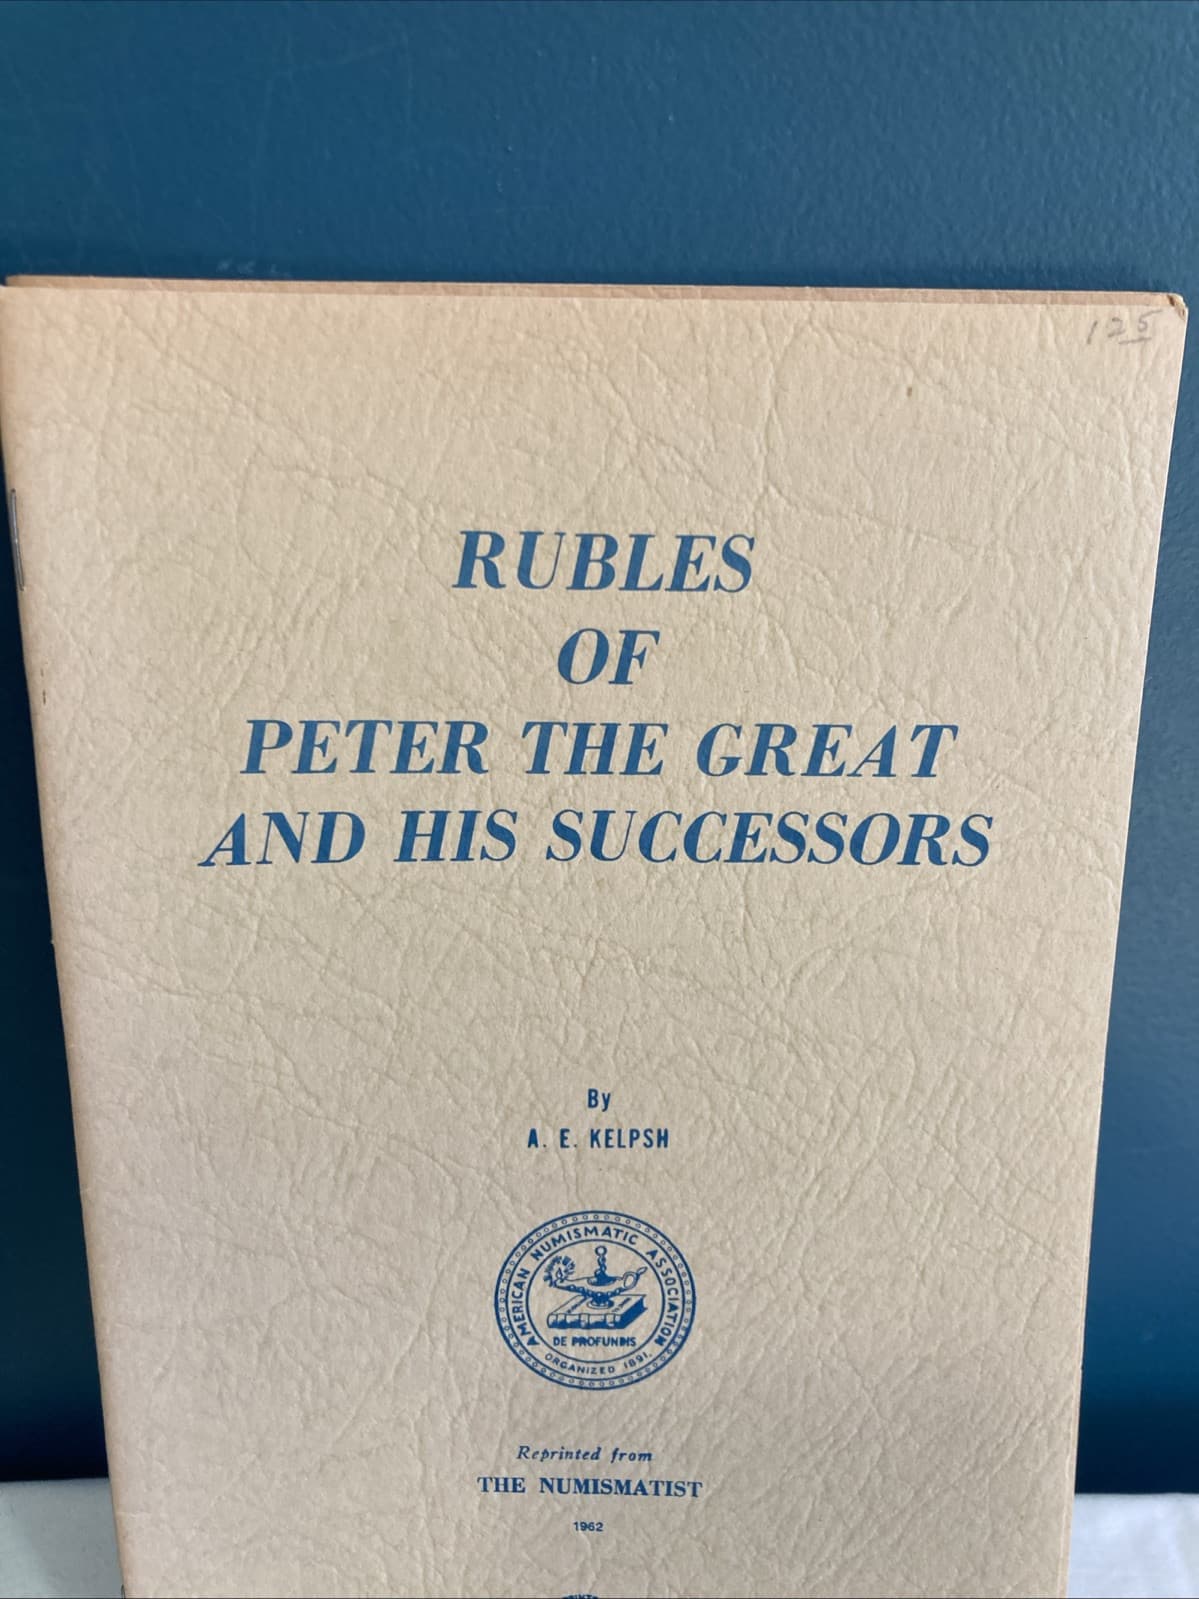 125
RUBLES
OF
PETER THE GREAT
AND HIS SUCCESSORS
By
A. E. KELPSH
AMERICAN NUMISMATIC ASSOCIATION
DE PROFUNDIS
ORGANIZED 1891.
Reprinted from
THE NUMISMATIST
1962